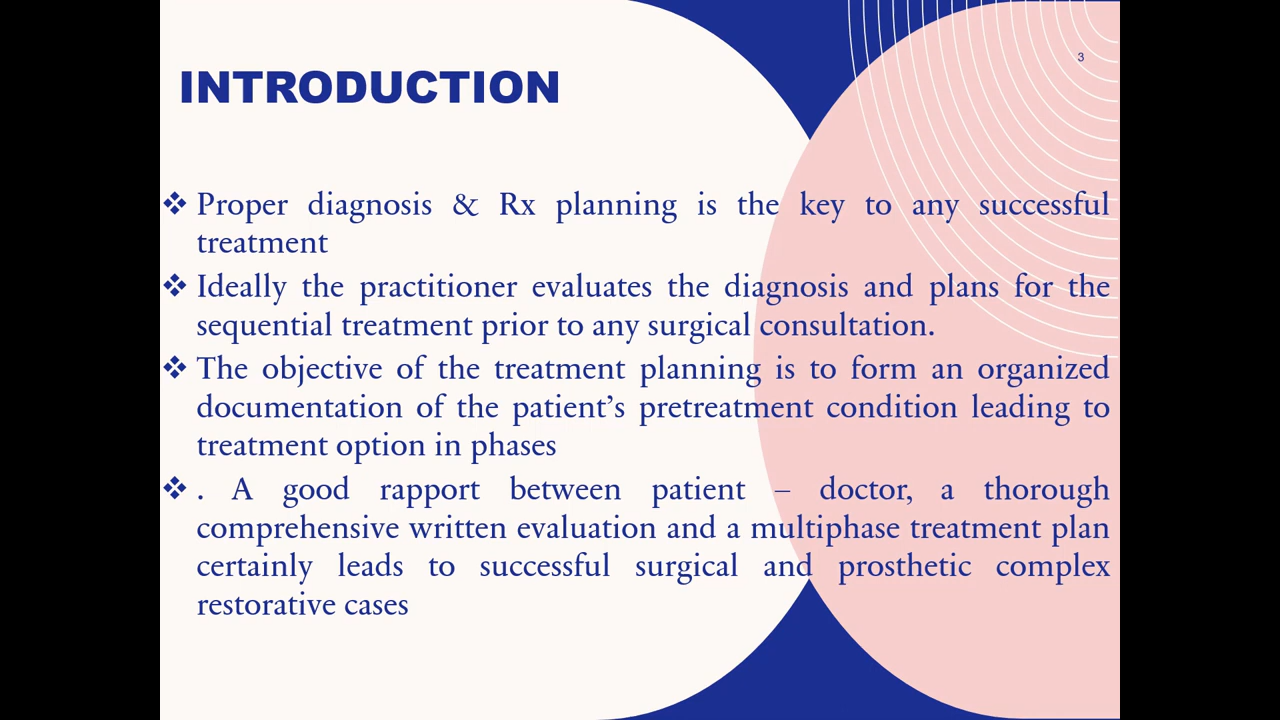 3
INTRODUCTION
❖ Proper diagnosis & Rx planning is the key to any successful
treatment
❖ Ideally the practitioner evaluates the diagnosis and plans for the
sequential treatment prior to any surgical consultation.
❖ The objective of the treatment planning is to form an organized
documentation of the patient’s pretreatment condition leading to
treatment option in phases
❖ . A good rapport between patient – doctor, a thorough
comprehensive written evaluation and a multiphase treatment plan
certainly leads to successful surgical and prosthetic complex
restorative cases